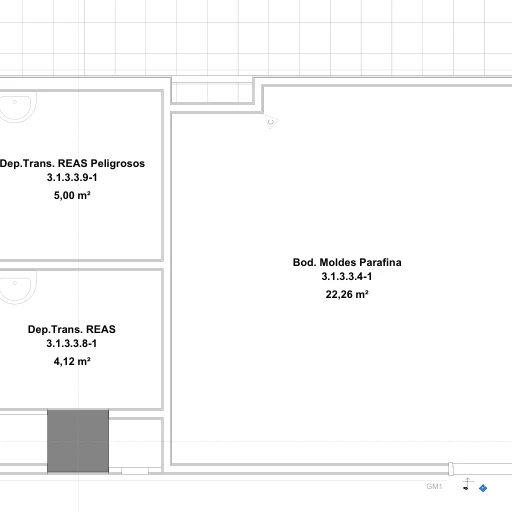 Dep.Trans. REAS Peligrosos
3.1.3.3.9-1
5,00 m²
Bod. Moldes Parafina
3.1.3.3.4-1
22,26 m²
Dep.Trans. REAS
3.1.3.3.8-1
4,12 m²
GM1